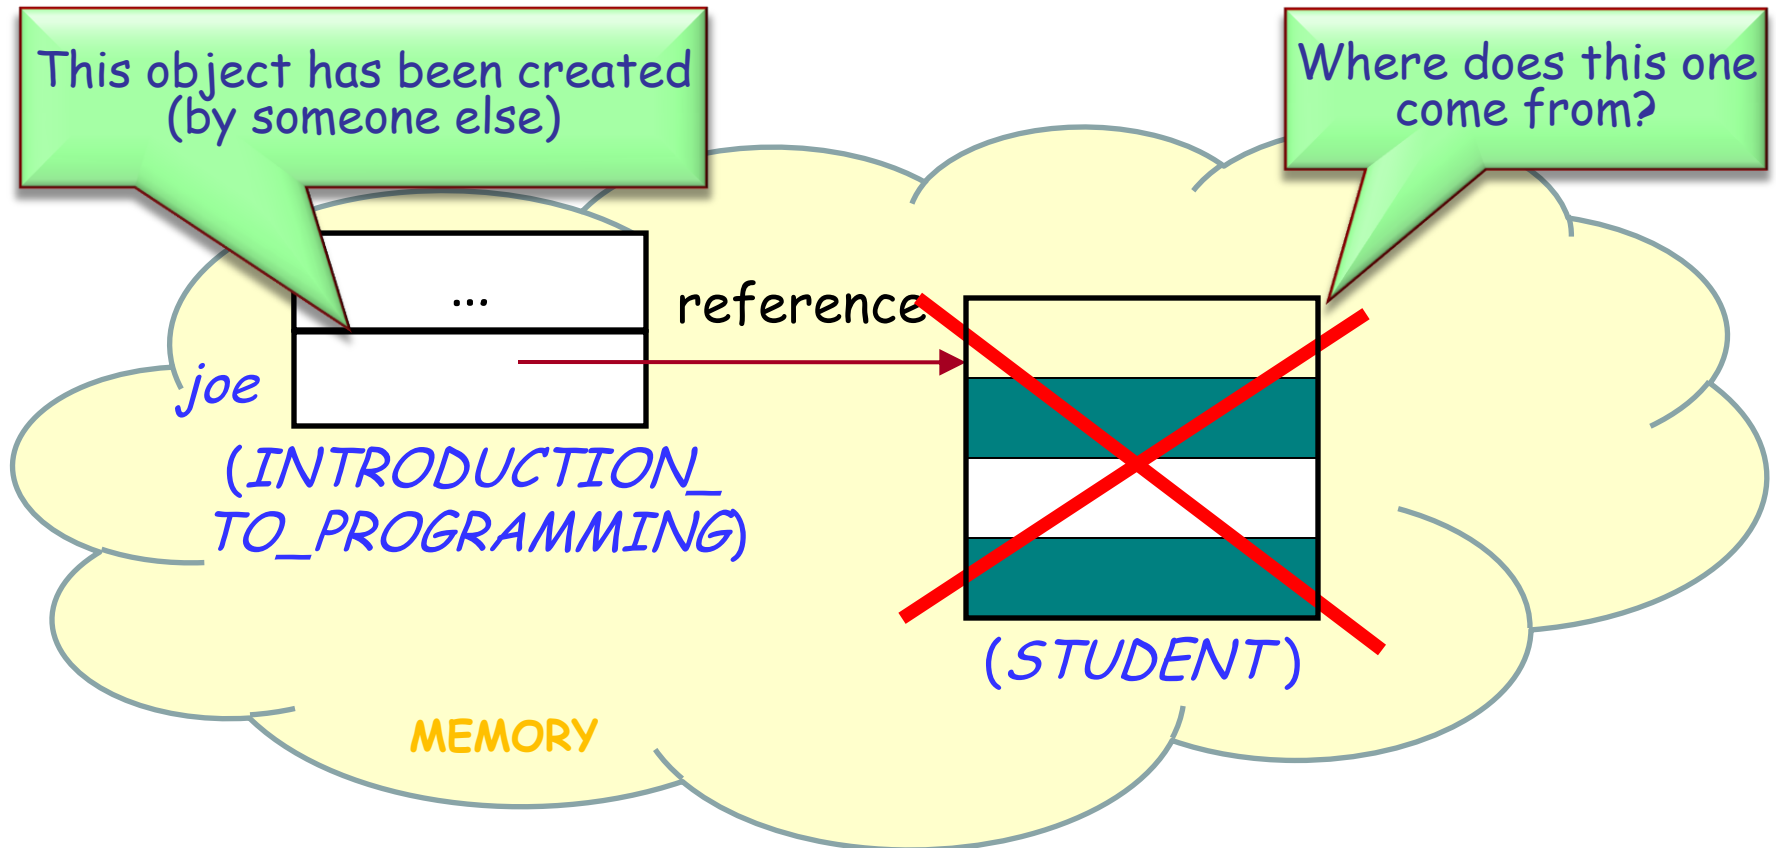 This object has been created
(by someone else)
Where does this one
come from?
...
reference
joe
(INTRODUCTION_
TO_PROGRAMMING)
(STUDENT)
MEMORY